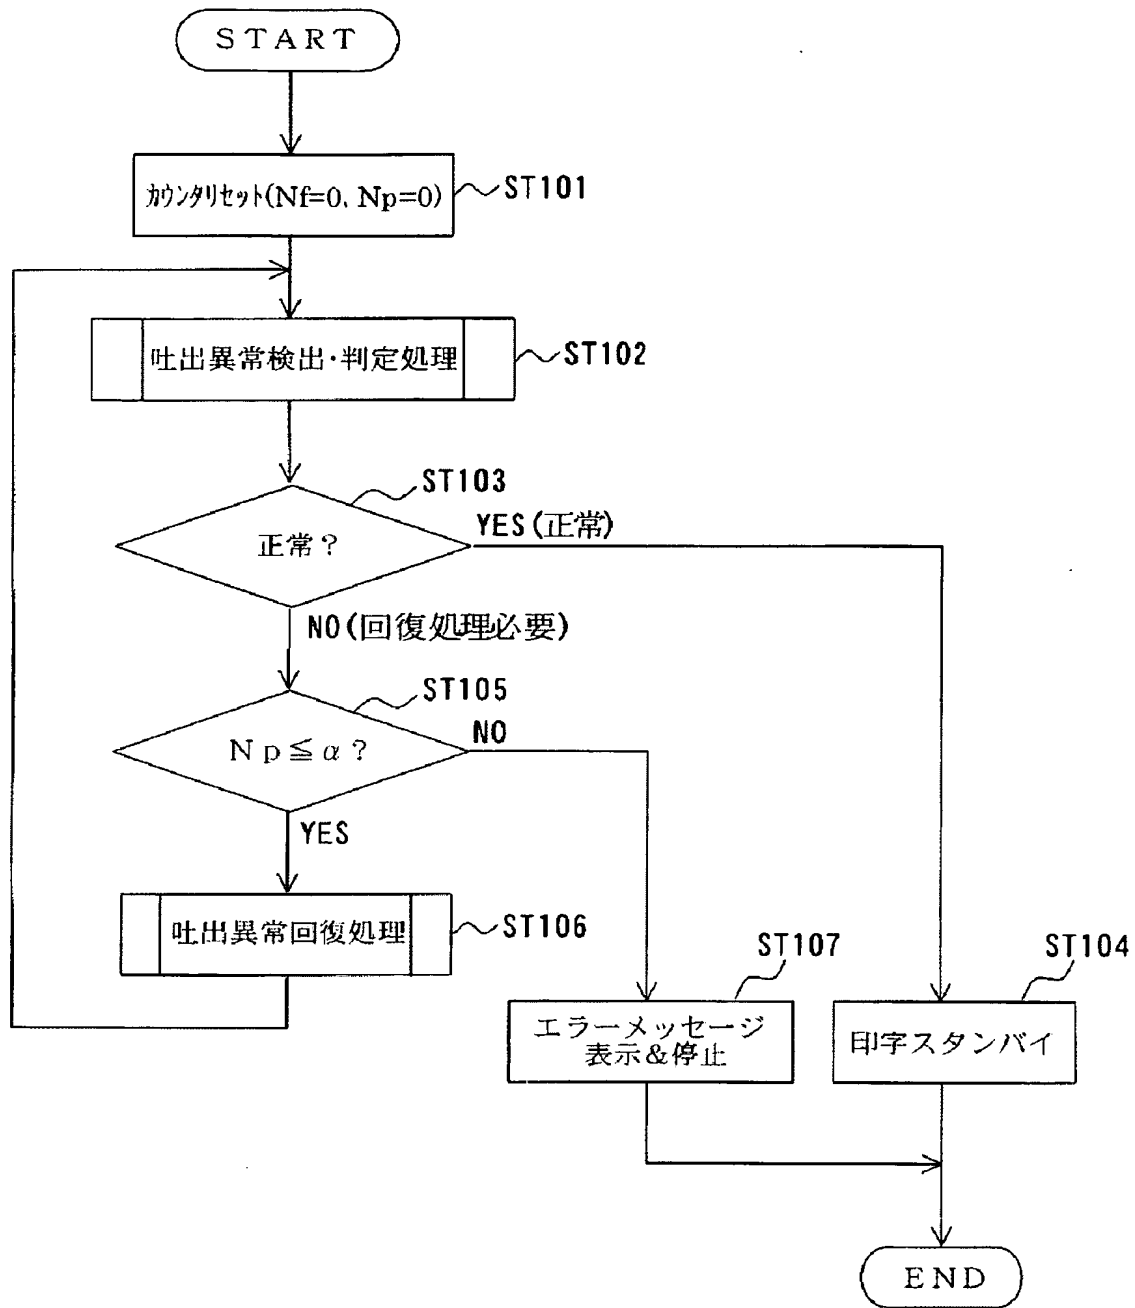 START
カウンタリセット(Nf=0, Np=0)
ST101
吐出異常検出・判定処理
ST102
ST103
正常？
YES(正常)
NO(回復処理必要)
ST105
Np≦α？
NO
YES
吐出異常回復処理
ST106
ST107
エラーメッセージ
表示＆停止
ST104
印字スタンバイ
END